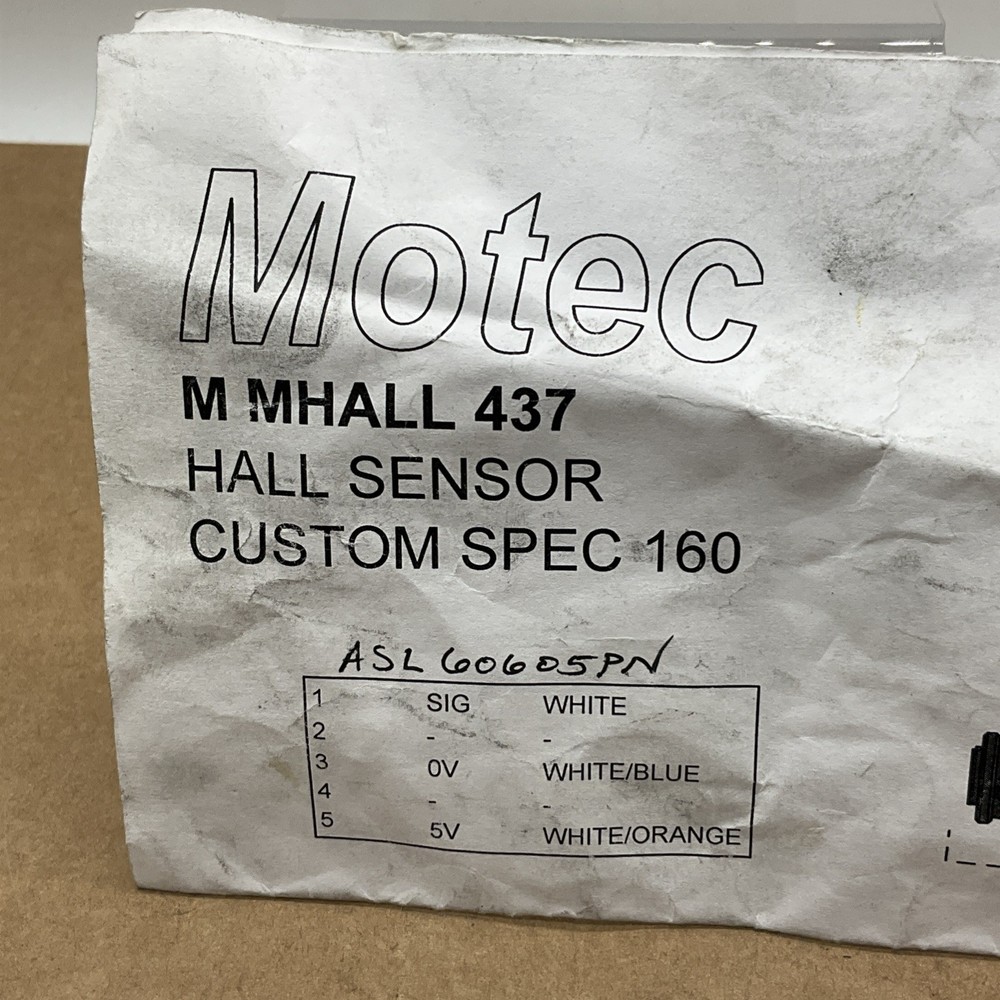 Motec
M MHALL 437
HALL SENSOR
CUSTOM SPEC 160
ASL60605PN
1 SIG WHITE
2 - -
3 0V WHITE/BLUE
4 - -
5 5V WHITE/ORANGE